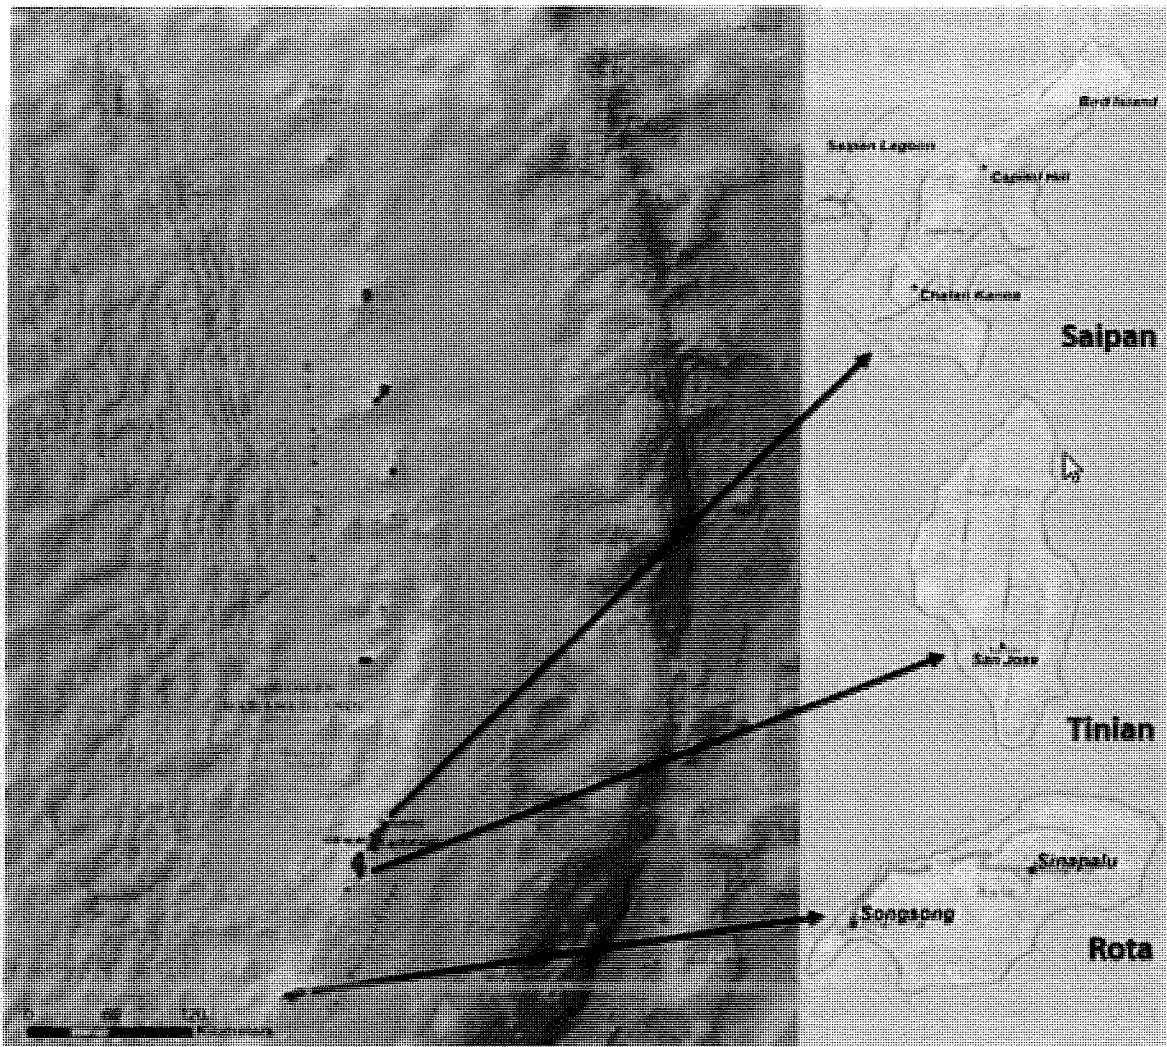 Bird Island
Saipan Lagoon
Capitol Hill
Chalan Kanoa
Saipan
San Jose
Tinian
Sinapalu
Songsong
Rota